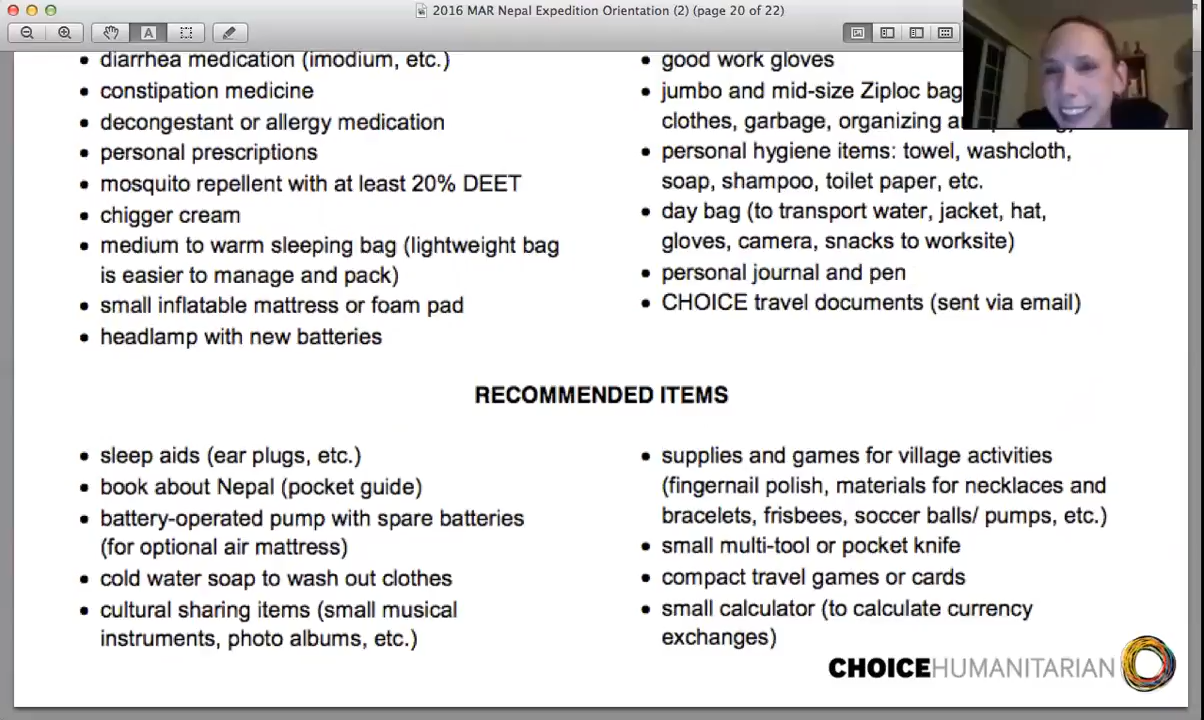 2016 MAR Nepal Expedition Orientation (2) (page 20 of 22)
diarrhea medication (imodium, etc.)
constipation medicine
decongestant or allergy medication
personal prescriptions
mosquito repellent with at least 20% DEET
chigger cream
medium to warm sleeping bag (lightweight bag
is easier to manage and pack)
small inflatable mattress or foam pad
headlamp with new batteries
good work gloves
jumbo and mid-size Ziploc bag
clothes, garbage, organizing
personal hygiene items: towel, washcloth,
soap, shampoo, toilet paper, etc.
day bag (to transport water, jacket, hat,
gloves, camera, snacks to worksite)
personal journal and pen
CHOICE travel documents (sent via email)
RECOMMENDED ITEMS
sleep aids (ear plugs, etc.)
book about Nepal (pocket guide)
battery-operated pump with spare batteries
(for optional air mattress)
cold water soap to wash out clothes
cultural sharing items (small musical
instruments, photo albums, etc.)
supplies and games for village activities
(fingernail polish, materials for necklaces and
bracelets, frisbees, soccer balls/ pumps, etc.)
small multi-tool or pocket knife
compact travel games or cards
small calculator (to calculate currency
exchanges)
CHOICEHUMANITARIAN